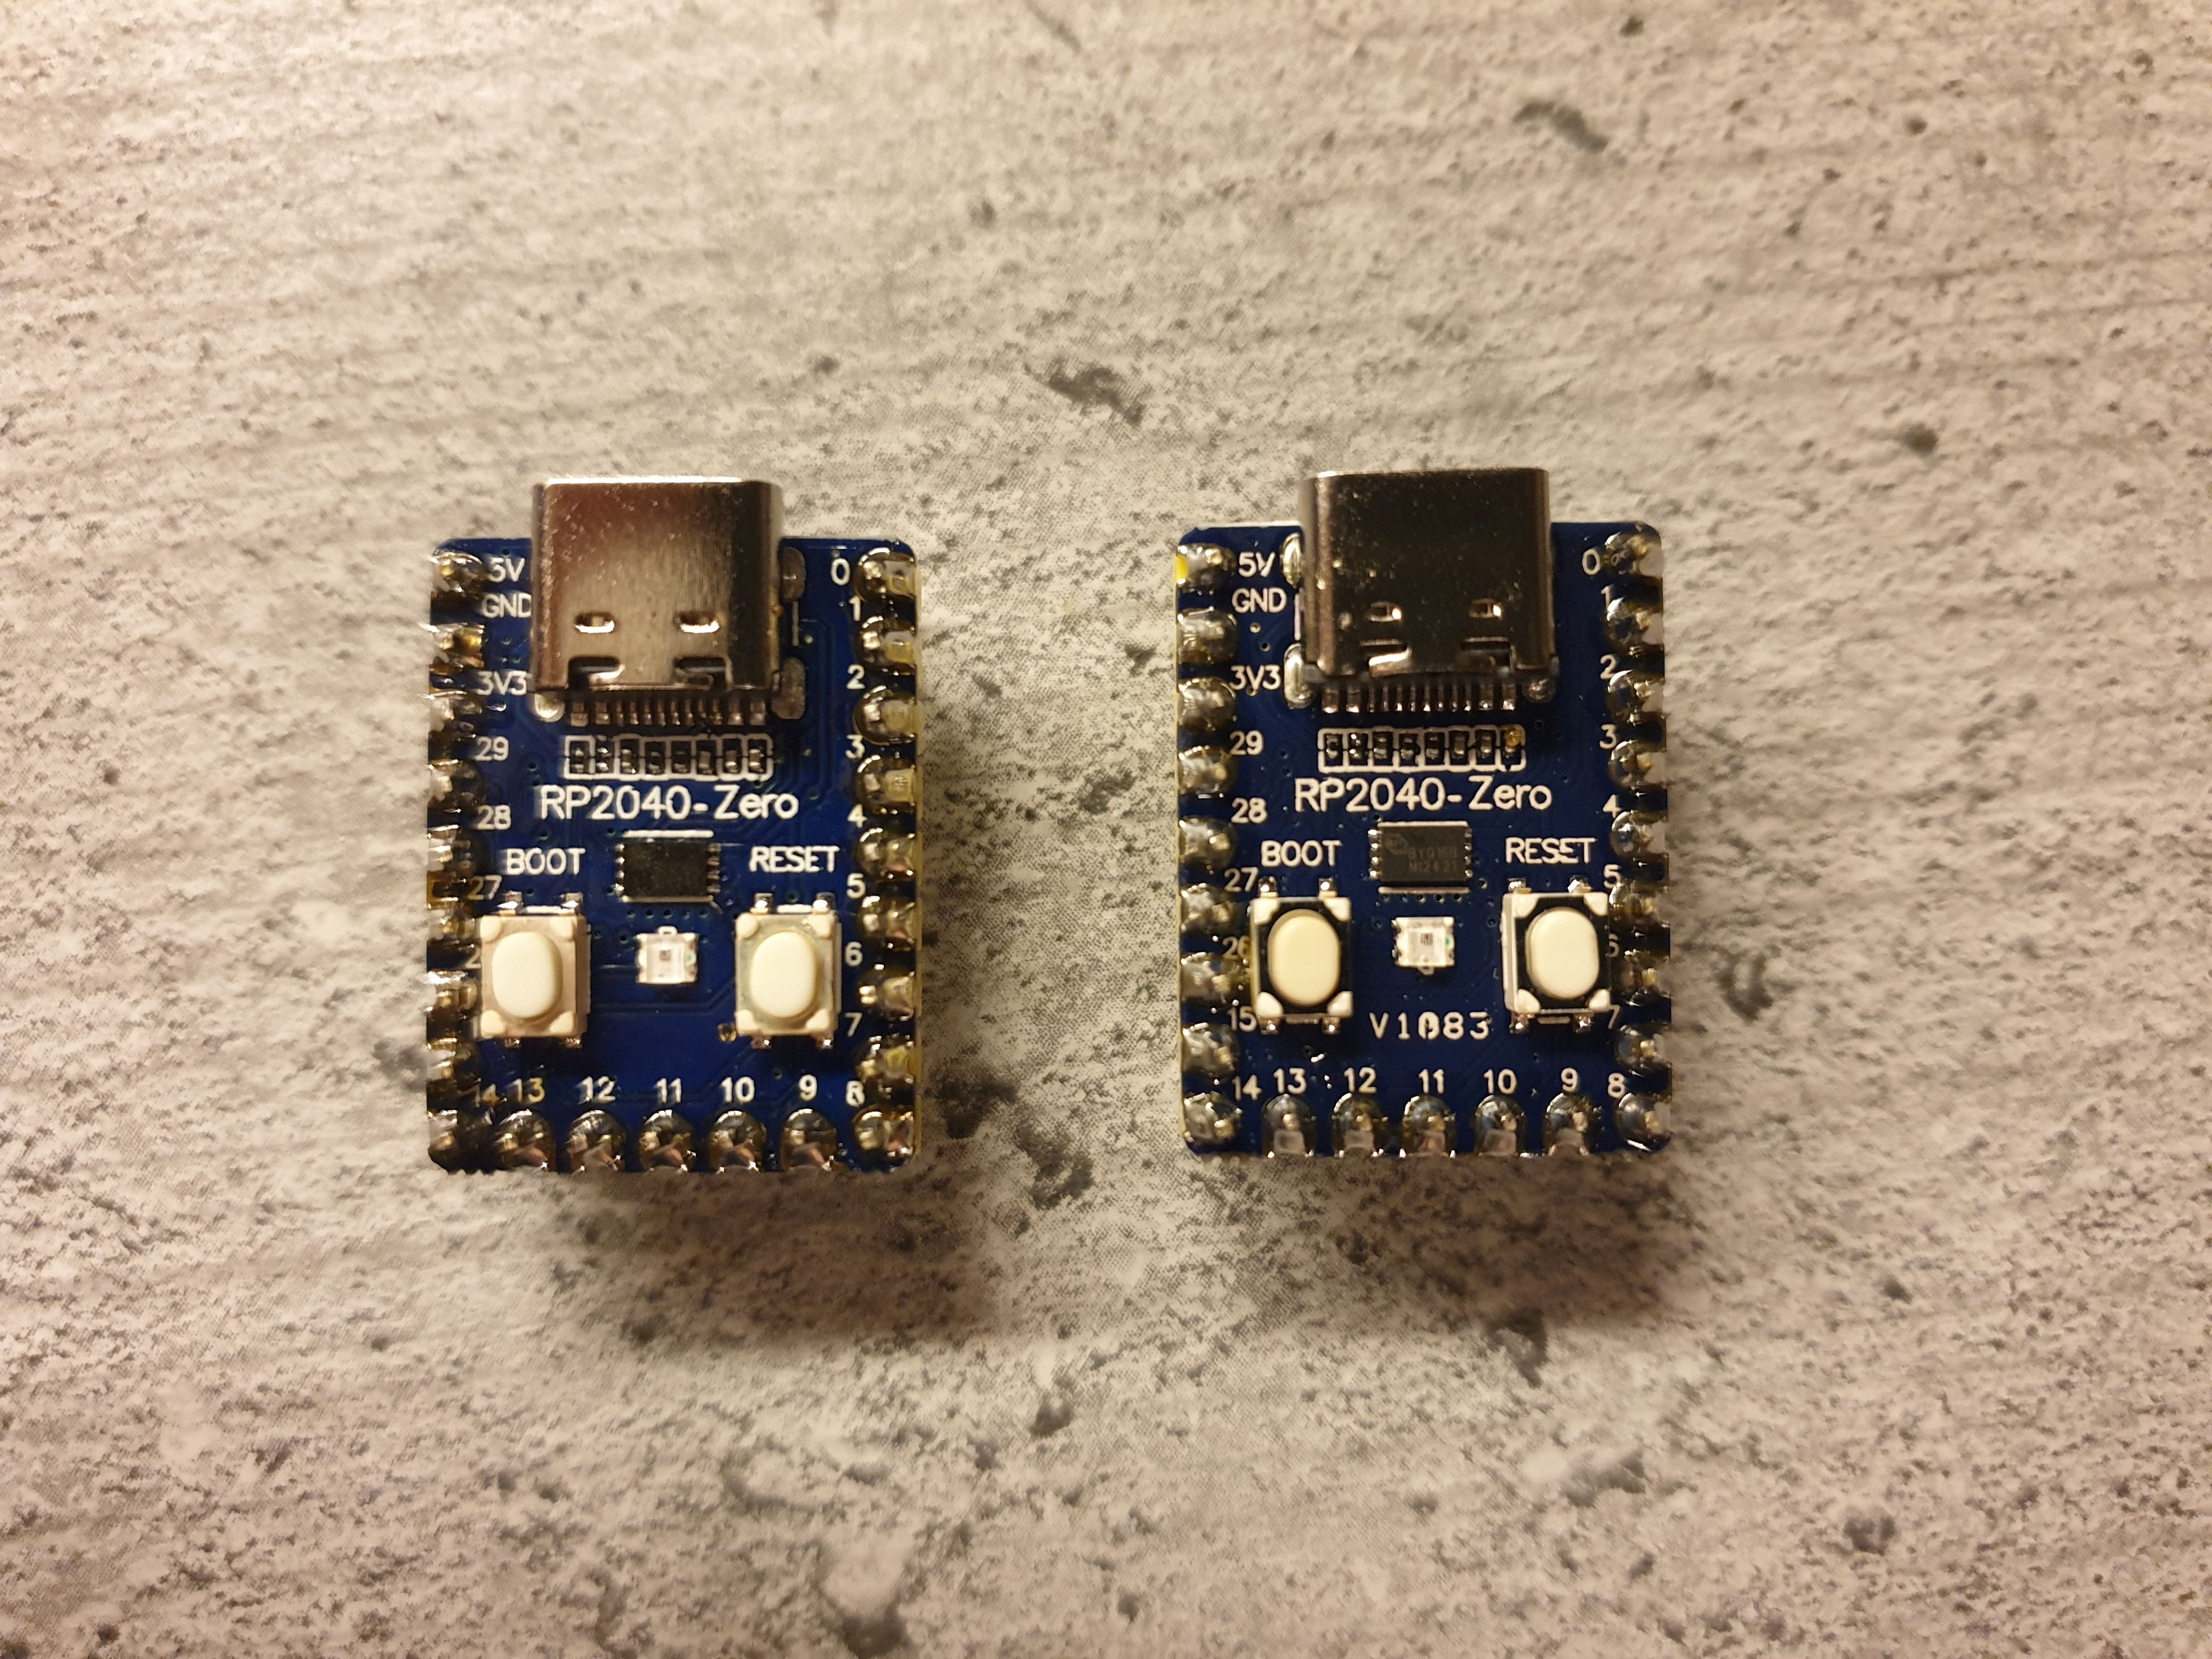 5V 0
GND 1
3V3 2
29 3
RP2040-Zero
28 4
BOOT RESET
27 5
6
7
14 13 12 11 10 9 8
5V 0
GND 1
3V3 2
29 3
RP2040-Zero
28 4
BOOT RESET
27 5
26 6
15 V1083 7
14 13 12 11 10 9 8